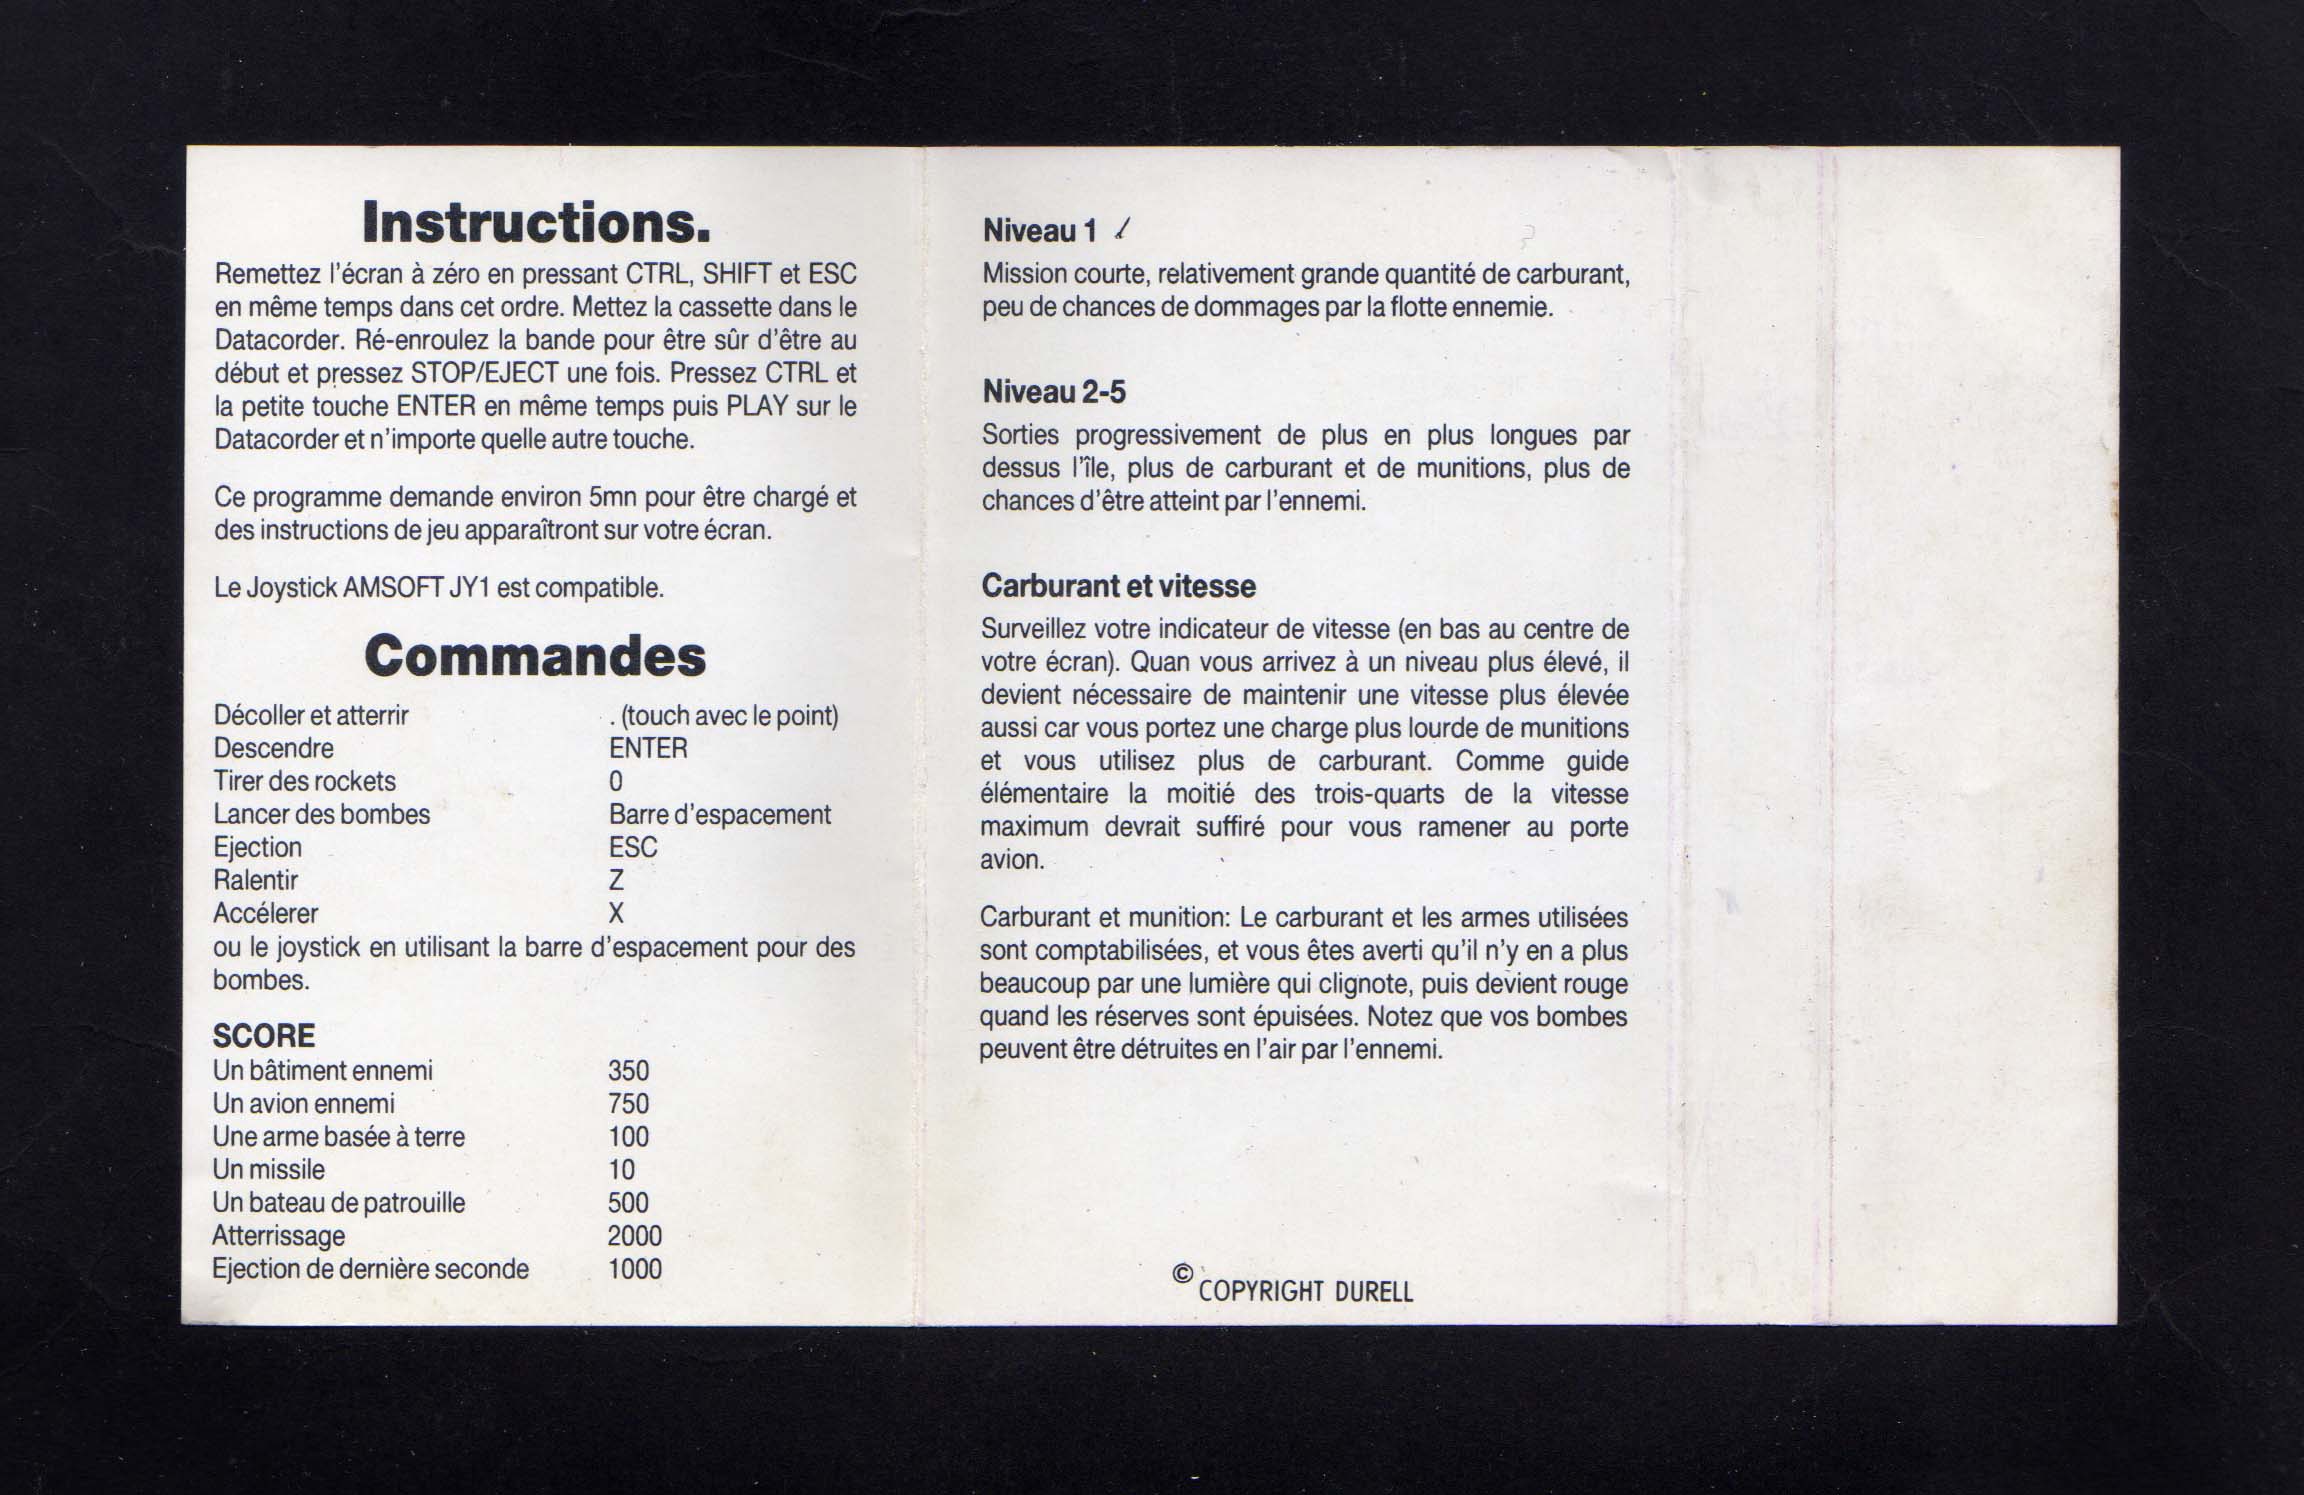 Instructions.
Remettez l'écran à zéro en pressant CTRL, SHIFT et ESC
en même temps dans cet ordre. Mettez la cassette dans le
Datacorder. Ré-enroulez la bande pour être sûr d'être au
début et pressez STOP/EJECT une fois. Pressez CTRL et
la petite touche ENTER en même temps puis PLAY sur le
Datacorder et n'importe quelle autre touche.
Ce programme demande environ 5mn pour être chargé et
des instructions de jeu apparaîtront sur votre écran.
Le Joystick AMSOFT JY1 est compatible.
Commandes
Décoller et atterrir . (touch avec le point)
Descendre ENTER
Tirer des rockets 0
Lancer des bombes Barre d'espacement
Ejection ESC
Ralentir Z
Accélerer X
ou le joystick en utilisant la barre d'espacement pour des
bombes.
SCORE
Un bâtiment ennemi 350
Un avion ennemi 750
Une arme basée à terre 100
Un missile 10
Un bateau de patrouille 500
Atterrissage 2000
Ejection de dernière seconde 1000
Niveau 1
Mission courte, relativement grande quantité de carburant,
peu de chances de dommages par la flotte ennemie.
Niveau 2-5
Sorties progressivement de plus en plus longues par
dessus l'île, plus de carburant et de munitions, plus de
chances d'être atteint par l'ennemi.
Carburant et vitesse
Surveillez votre indicateur de vitesse (en bas au centre de
votre écran). Quan vous arrivez à un niveau plus élevé, il
devient nécessaire de maintenir une vitesse plus élevée
aussi car vous portez une charge plus lourde de munitions
et vous utilisez plus de carburant. Comme guide
élémentaire la moitié des trois-quarts de la vitesse
maximum devrait suffiré pour vous ramener au porte
avion.
Carburant et munition: Le carburant et les armes utilisées
sont comptabilisées, et vous êtes averti qu'il n'y en a plus
beaucoup par une lumière qui clignote, puis devient rouge
quand les réserves sont épuisées. Notez que vos bombes
peuvent être détruites en l'air par l'ennemi.
© COPYRIGHT DURELL